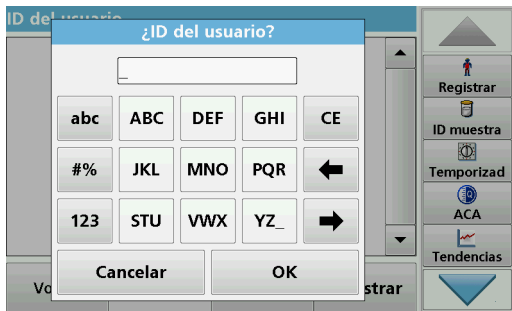 ID del usuario
¿ID del usuario?
_
abc ABC DEF GHI CE
#% JKL MNO PQR
123 STU VWX YZ_
Cancelar OK
Vo
strar
Registrar
ID muestra
Temporizad
ACA
Tendencias